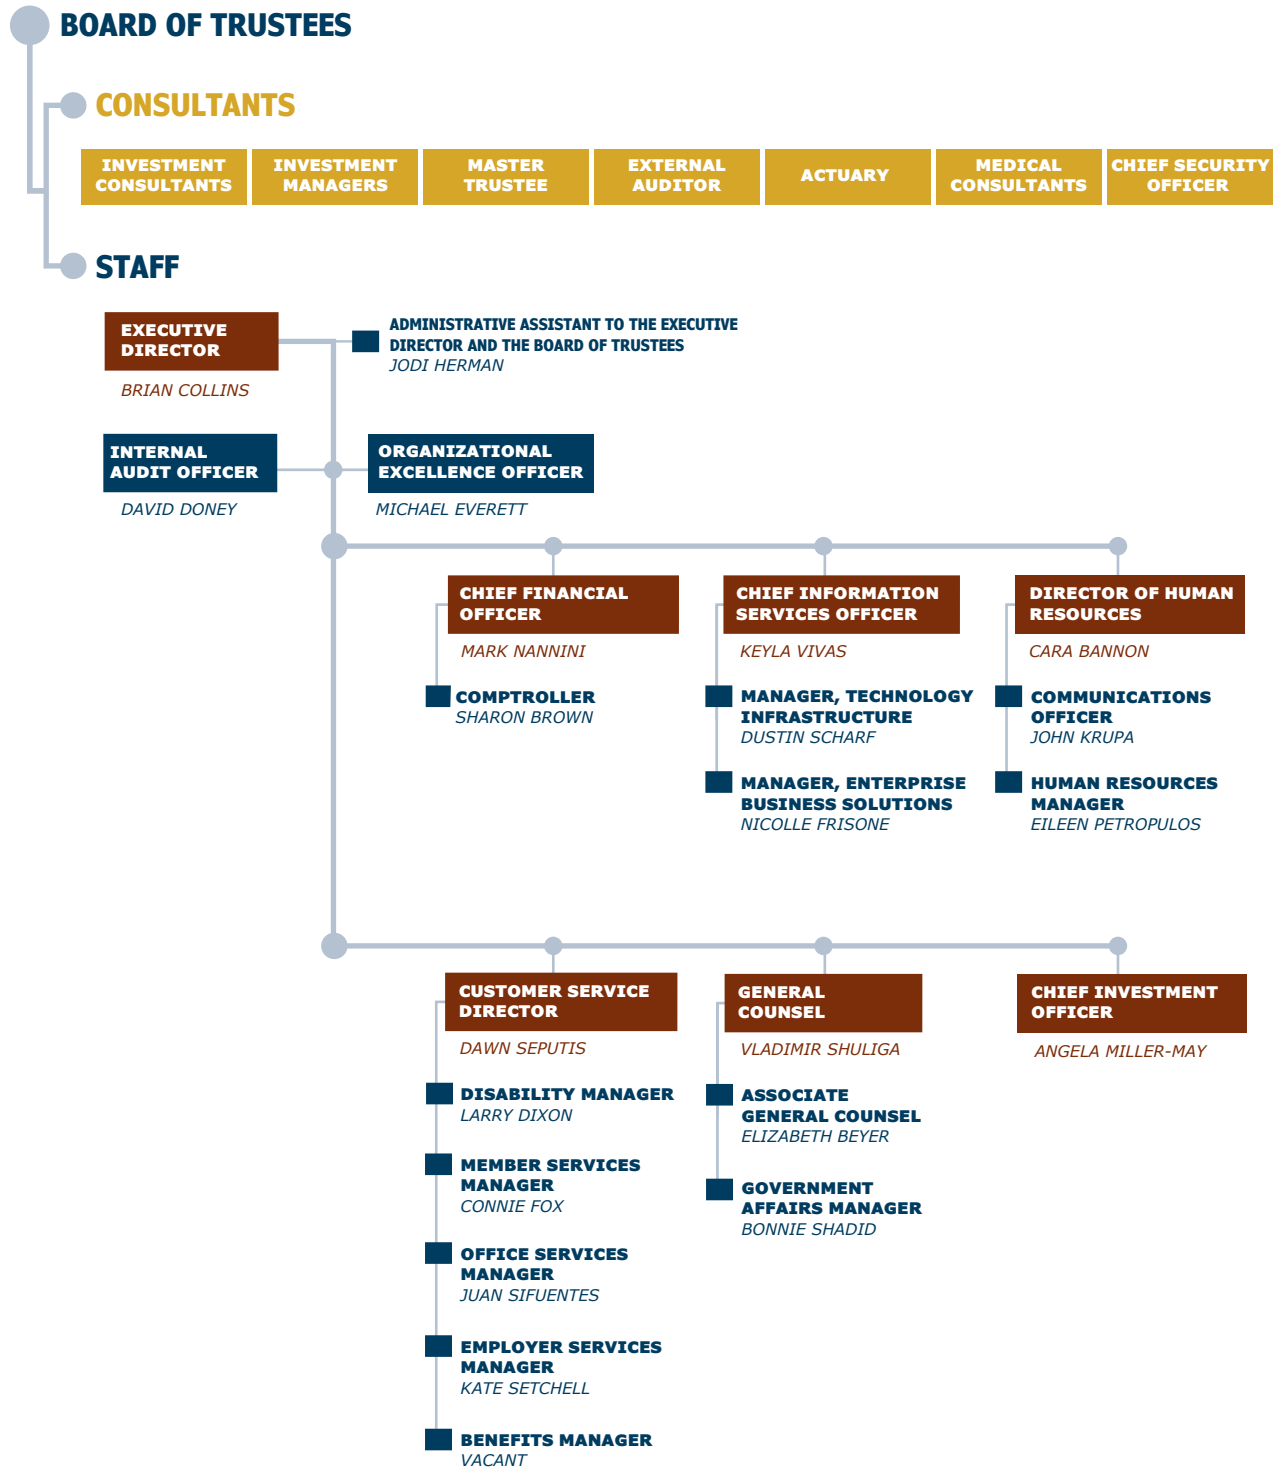 BOARD OF TRUSTEES
CONSULTANTS
INVESTMENT
CONSULTANTS
INVESTMENT
MANAGERS
MASTER
TRUSTEE
EXTERNAL
AUDITOR
ACTUARY
MEDICAL
CONSULTANTS
CHIEF SECURITY
OFFICER
STAFF
EXECUTIVE
DIRECTOR
BRIAN COLLINS
ADMINISTRATIVE ASSISTANT TO THE EXECUTIVE
DIRECTOR AND THE BOARD OF TRUSTEES
JODI HERMAN
INTERNAL
AUDIT OFFICER
DAVID DONEY
ORGANIZATIONAL
EXCELLENCE OFFICER
MICHAEL EVERETT
CHIEF FINANCIAL
OFFICER
MARK NANNINI
COMPTROLLER
SHARON BROWN
CHIEF INFORMATION
SERVICES OFFICER
KEYLA VIVAS
MANAGER, TECHNOLOGY
INFRASTRUCTURE
DUSTIN SCHARF
MANAGER, ENTERPRISE
BUSINESS SOLUTIONS
NICOLLE FRISONE
DIRECTOR OF HUMAN
RESOURCES
CARA BANNON
COMMUNICATIONS
OFFICER
JOHN KRUPA
HUMAN RESOURCES
MANAGER
EILEEN PETROPULOS
CUSTOMER SERVICE
DIRECTOR
DAWN SEPUTIS
DISABILITY MANAGER
LARRY DIXON
MEMBER SERVICES
MANAGER
CONNIE FOX
OFFICE SERVICES
MANAGER
JUAN SIFUENTES
EMPLOYER SERVICES
MANAGER
KATE SETCHELL
BENEFITS MANAGER
VACANT
GENERAL
COUNSEL
VLADIMIR SHULIGA
ASSOCIATE
GENERAL COUNSEL
ELIZABETH BEYER
GOVERNMENT
AFFAIRS MANAGER
BONNIE SHADID
CHIEF INVESTMENT
OFFICER
ANGELA MILLER-MAY